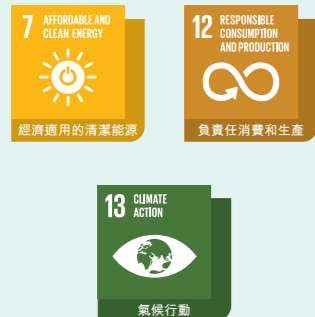 7 AFFORDABLE AND
CLEAN ENERGY
經濟適用的清潔能源
12 RESPONSIBLE
CONSUMPTION
AND PRODUCTION
負責任消費和生產
13 CLIMATE
ACTION
氣候行動